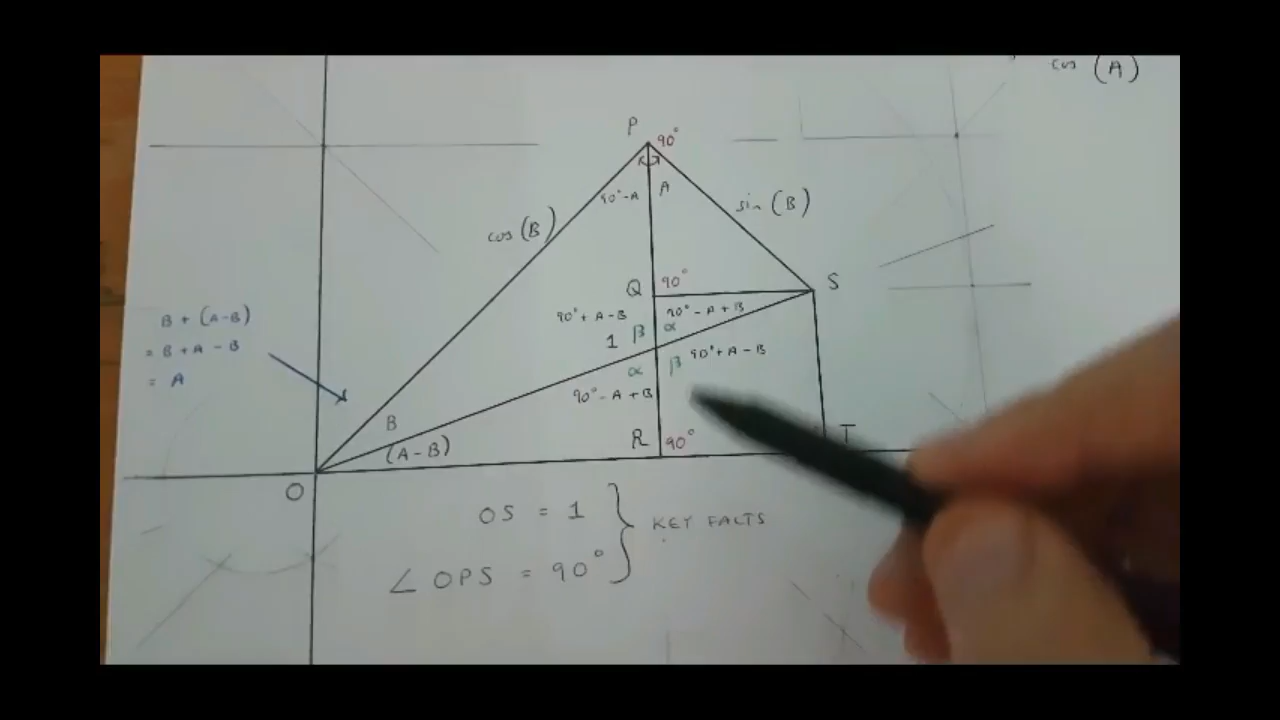 cos (A)
P
90°
90°-A
A
cos (B)
sin (B)
Q
90°
S
90°+A-B
90°-A+B
1
β
α
α
β
90°+A-B
90°-A+B
B + (A-B)
= B+A-B
= A
B
(A-B)
R
90°
T
O
OS = 1
KEY FACTS
∠OPS = 90°